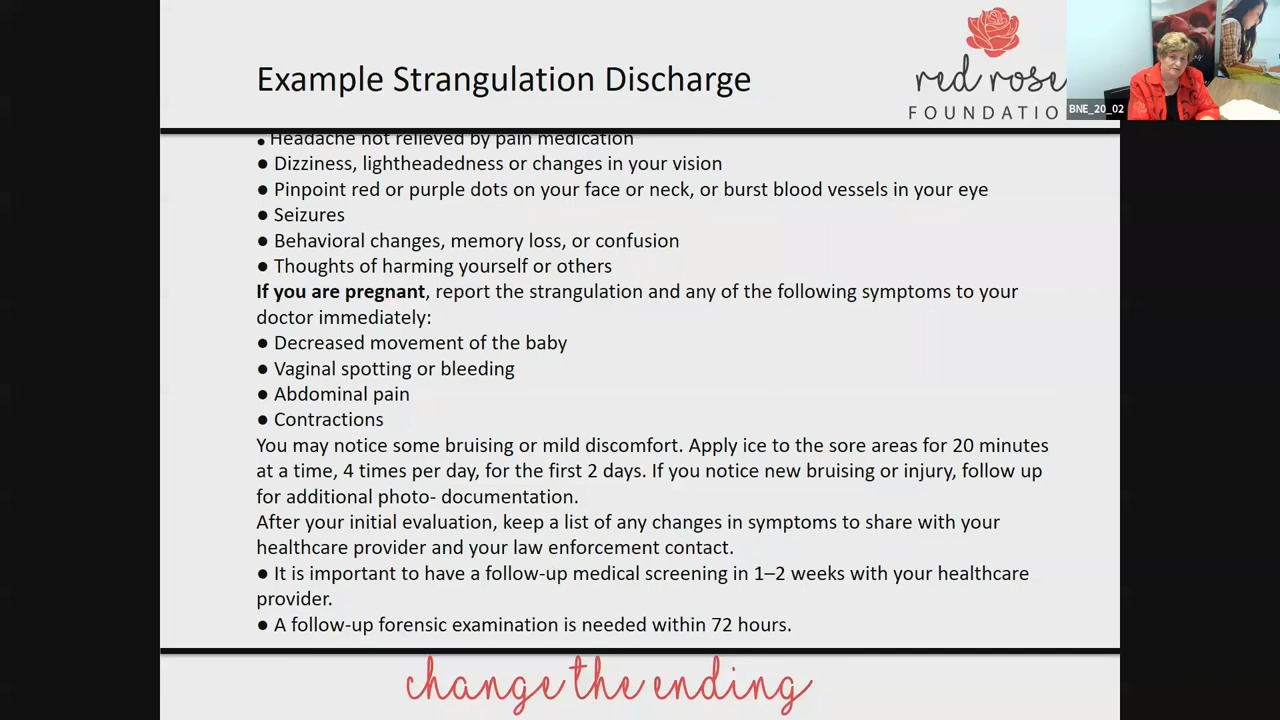 Example Strangulation Discharge
red rose
FOUNDATIO
BNE_20_02
● Headache not relieved by pain medication
● Dizziness, lightheadedness or changes in your vision
● Pinpoint red or purple dots on your face or neck, or burst blood vessels in your eye
● Seizures
● Behavioral changes, memory loss, or confusion
● Thoughts of harming yourself or others
If you are pregnant, report the strangulation and any of the following symptoms to your
doctor immediately:
● Decreased movement of the baby
● Vaginal spotting or bleeding
● Abdominal pain
● Contractions
You may notice some bruising or mild discomfort. Apply ice to the sore areas for 20 minutes
at a time, 4 times per day, for the first 2 days. If you notice new bruising or injury, follow up
for additional photo- documentation.
After your initial evaluation, keep a list of any changes in symptoms to share with your
healthcare provider and your law enforcement contact.
● It is important to have a follow-up medical screening in 1–2 weeks with your healthcare
provider.
● A follow-up forensic examination is needed within 72 hours.
change the ending